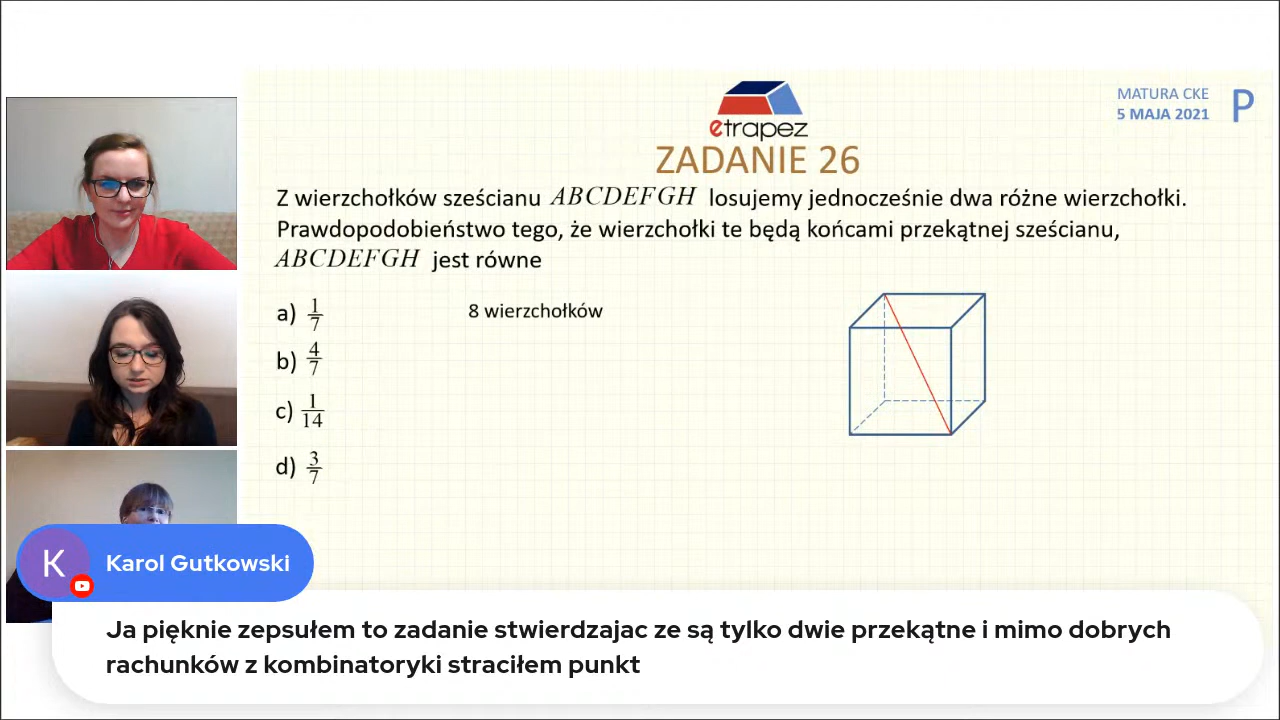 etrapez
MATURA CKE
5 MAJA 2021
P
ZADANIE 26
Z wierzchołków sześcianu ABCDEFGH losujemy jednocześnie dwa różne wierzchołki.
Prawdopodobieństwo tego, że wierzchołki te będą końcami przekątnej sześcianu,
ABCDEFGH jest równe
a) 1/7
8 wierzchołków
b) 4/7
c) 1/14
d) 3/7
K
Karol Gutkowski
Ja pięknie zepsułem to zadanie stwierdzajac ze są tylko dwie przekątne i mimo dobrych
rachunków z kombinatoryki straciłem punkt